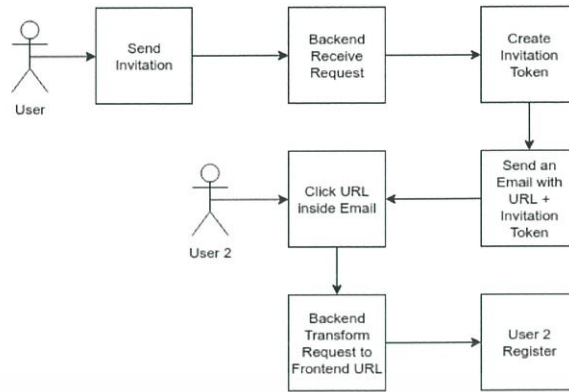 Send
Invitation
Backend
Receive
Request
Create
Invitation
Token
User
Click URL
inside Email
Send an
Email with
URL +
Invitation
Token
User 2
Backend
Transform
Request to
Frontend URL
User 2
Register